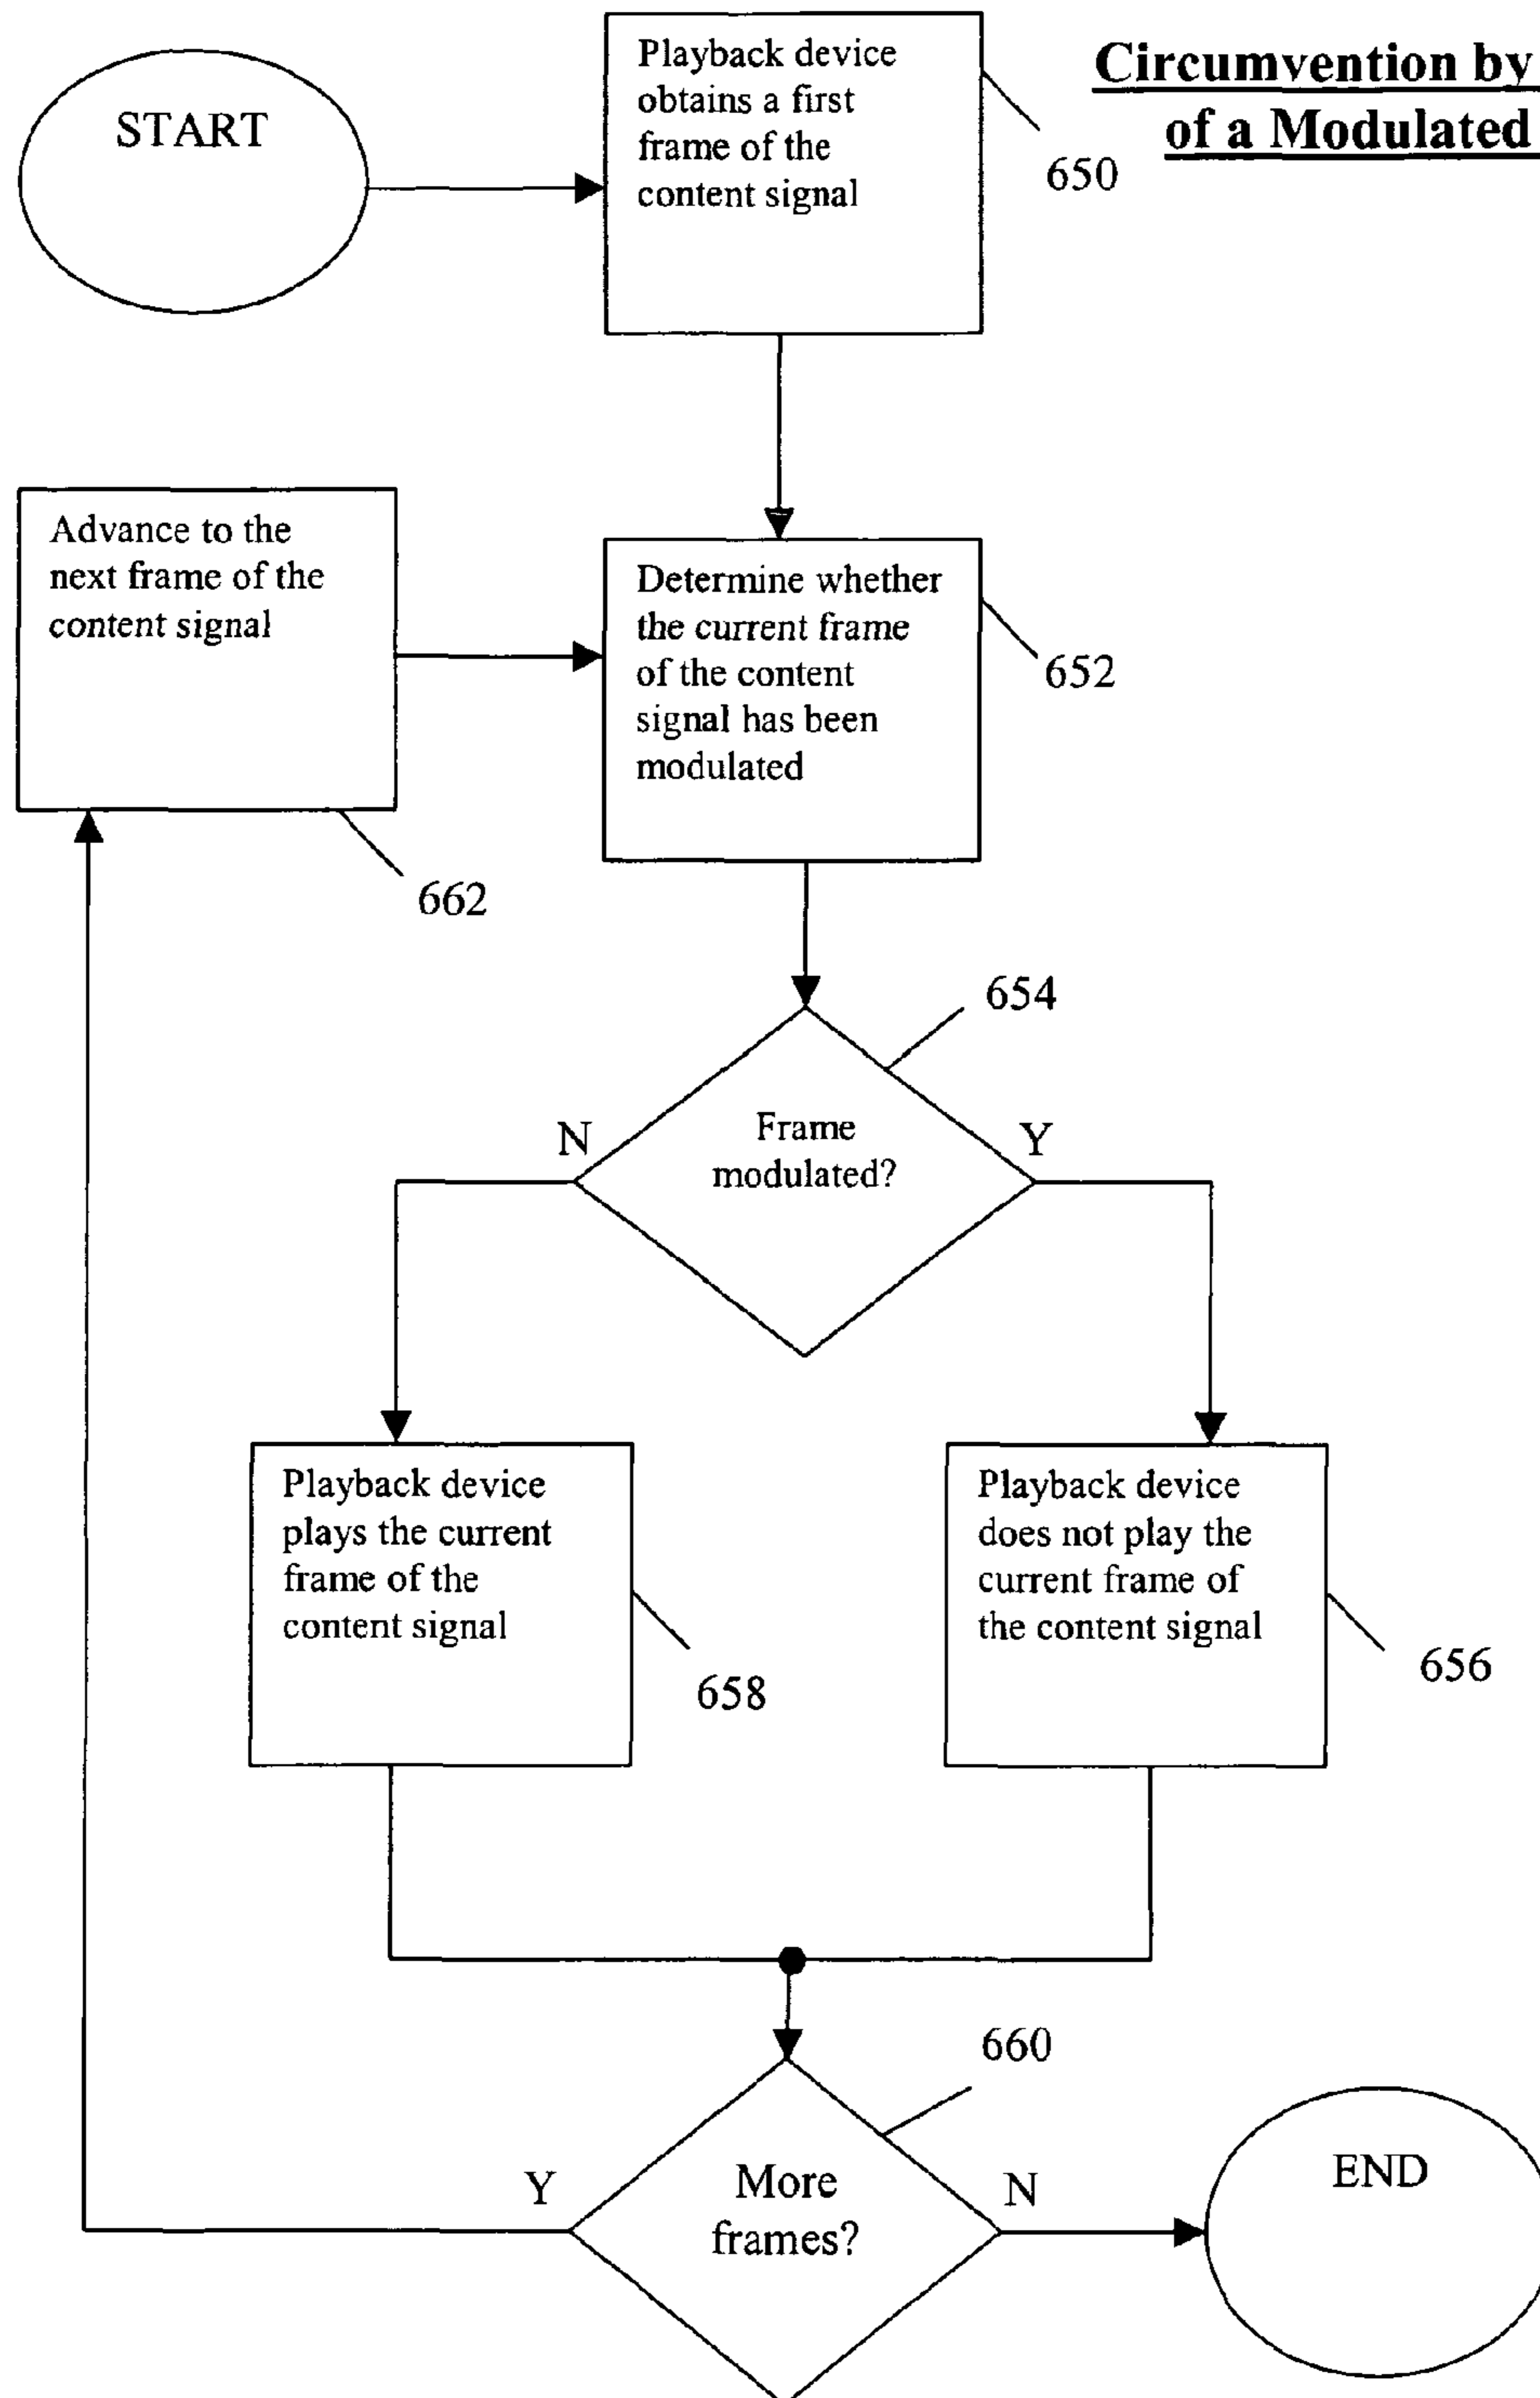 Circumvention by
of a Modulated
START
Playback device
obtains a first
frame of the
content signal
650
Advance to the
next frame of the
content signal
662
Determine whether
the current frame
of the content
signal has been
modulated
652
654
Frame
modulated?
N
Y
Playback device
plays the current
frame of the
content signal
658
Playback device
does not play the
current frame of
the content signal
656
660
More
frames?
Y
N
END